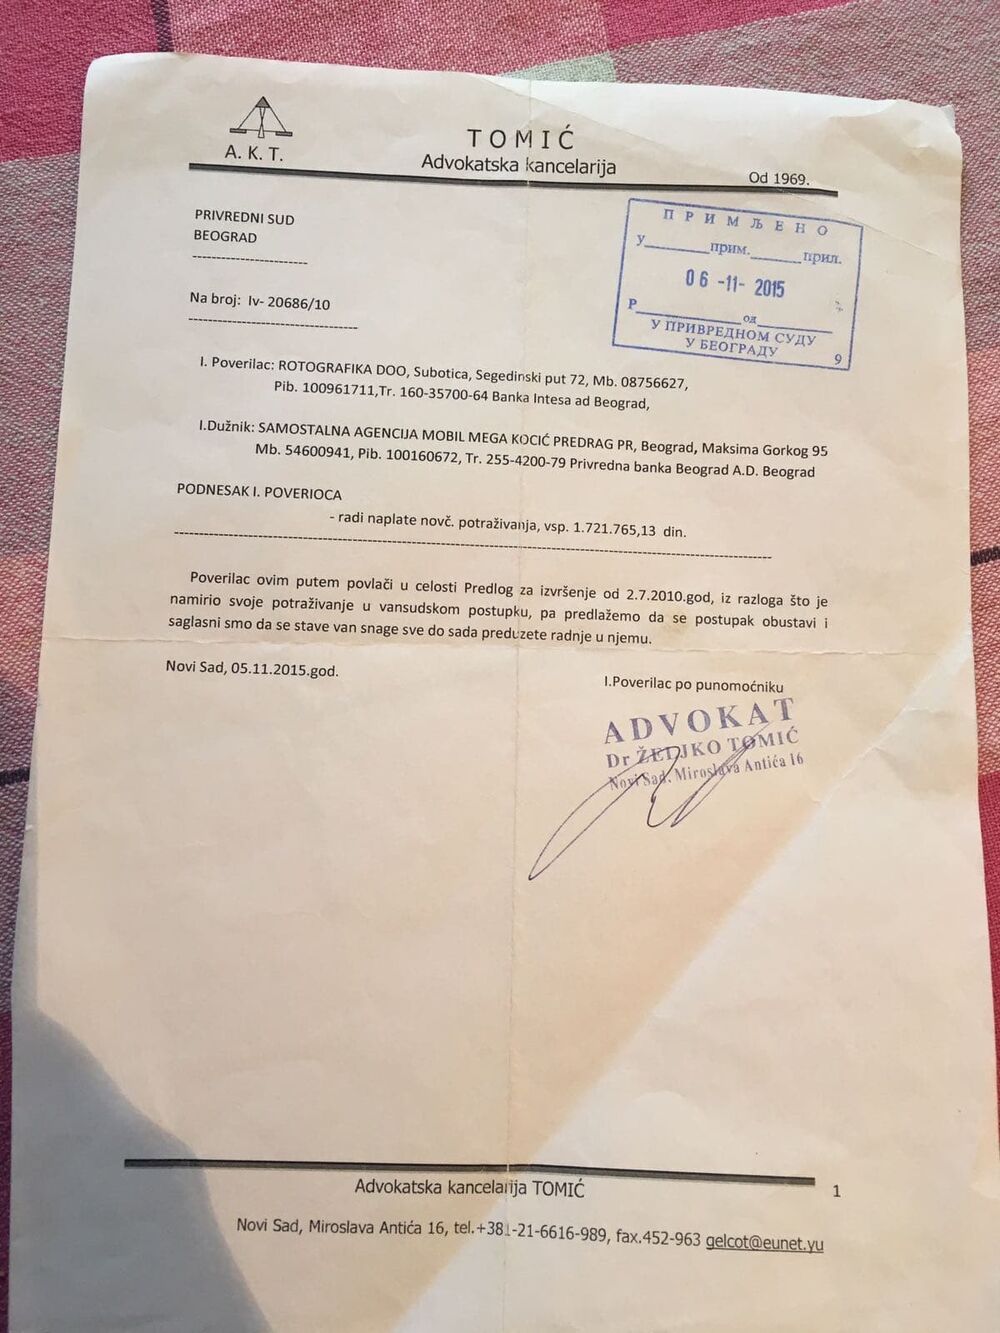 A. K. T.
TOMIĆ
Advokatska kancelarija
Od 1969.
PRIVREDNI SUD
BEOGRAD
-----------------------
Na broj: Iv- 20686/10
----------------------------------
П Р И М Љ Е Н О
У________прим.______прил.
06 -11- 2015
Р____________од________
У ПРИВРЕДНОМ СУДУ
У БЕОГРАДУ 9
I. Poverilac: ROTOGRAFIKA DOO, Subotica, Segedinski put 72, Mb. 08756627,
Pib. 100961711,Tr. 160-35700-64 Banka Intesa ad Beograd,
I.Dužnik: SAMOSTALNA AGENCIJA MOBIL MEGA KOCIĆ PREDRAG PR, Beograd, Maksima Gorkog 95
Mb. 54600941, Pib. 100160672, Tr. 255-4200-79 Privredna banka Beograd A.D. Beograd
PODNESAK I. POVERIOCA
- radi naplate novč. potraživanja, vsp. 1.721.765,13 din.
------------------------------------------------------------------------------------------------------------------------
Poverilac ovim putem povlači u celosti Predlog za izvršenje od 2.7.2010.god, iz razloga što je
namirio svoje potraživanje u vansudskom postupku, pa predlažemo da se postupak obustavi i
saglasni smo da se stave van snage sve do sada preduzete radnje u njemu.
Novi Sad, 05.11.2015.god.
I.Poverilac po punomoćniku
ADVOKAT
Dr ŽELJKO TOMIĆ
Novi Sad, Miroslava Antića 16
Advokatska kancelarija TOMIĆ
1
Novi Sad, Miroslava Antića 16, tel.+381-21-6616-989, fax.452-963 gelcot@eunet.yu